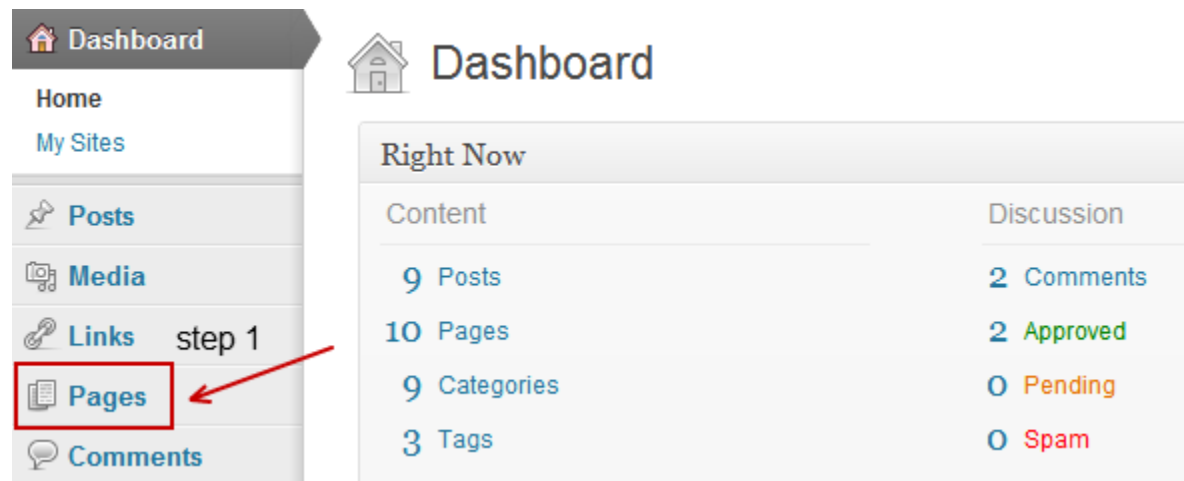 Dashboard
Home
My Sites
Posts
Media
Links step 1
Pages
Comments
Dashboard
Right Now
Content
9 Posts
10 Pages
9 Categories
3 Tags
Discussion
2 Comments
2 Approved
0 Pending
0 Spam